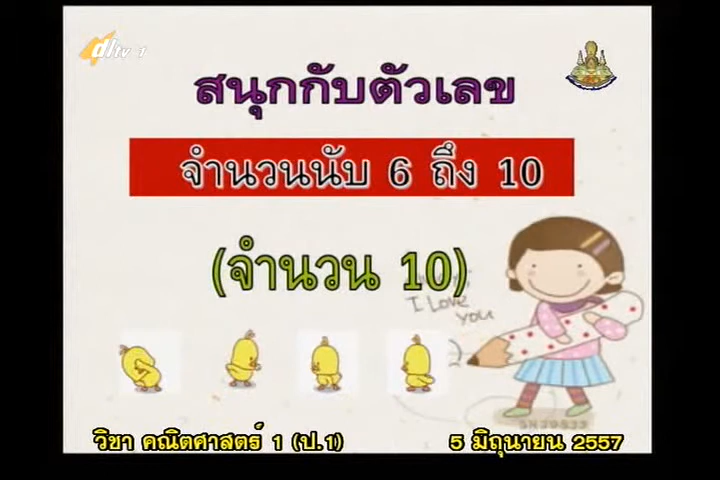 dltv 1
สนุกกับตัวเลข
จำนวนนับ 6 ถึง 10
(จำนวน 10)
I Love
you
วิชา คณิตศาสตร์ 1 (ป.1)
5 มิถุนายน 2557